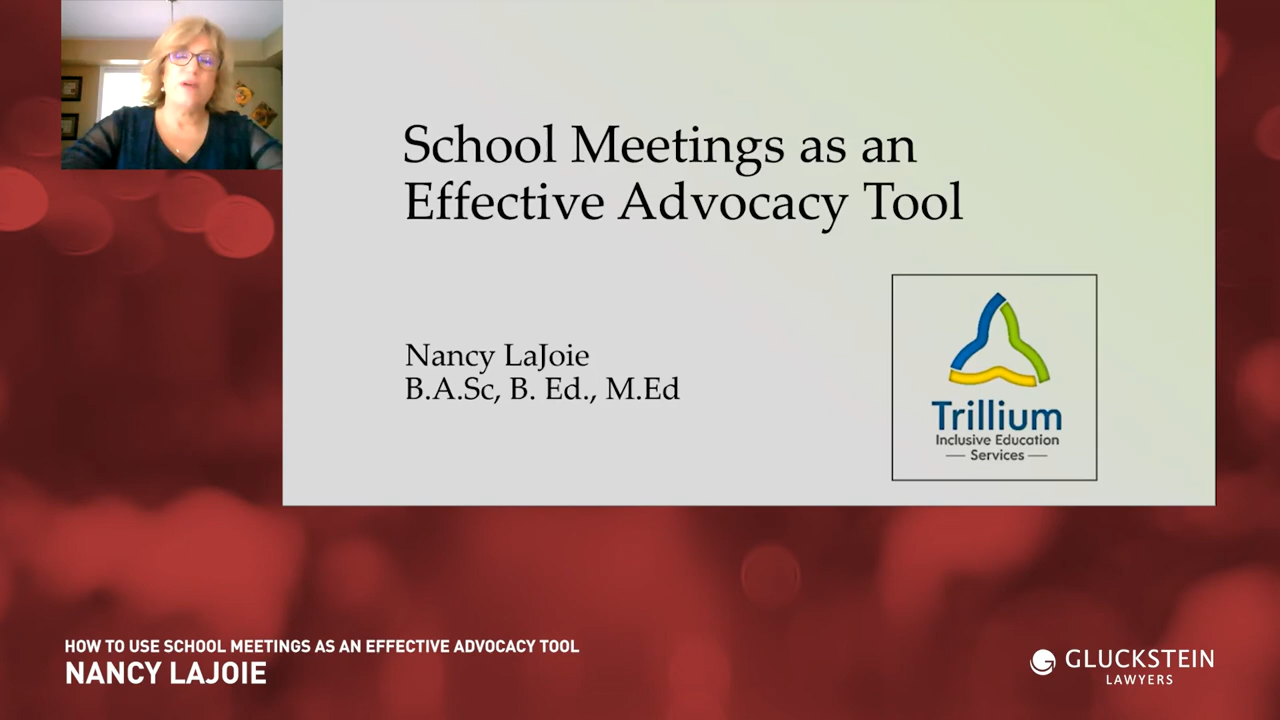 School Meetings as an
Effective Advocacy Tool
Nancy LaJoie
B.A.Sc, B. Ed., M.Ed
Trillium
Inclusive Education
Services
HOW TO USE SCHOOL MEETINGS AS AN EFFECTIVE ADVOCACY TOOL
NANCY LAJOIE
GLUCKSTEIN
LAWYERS